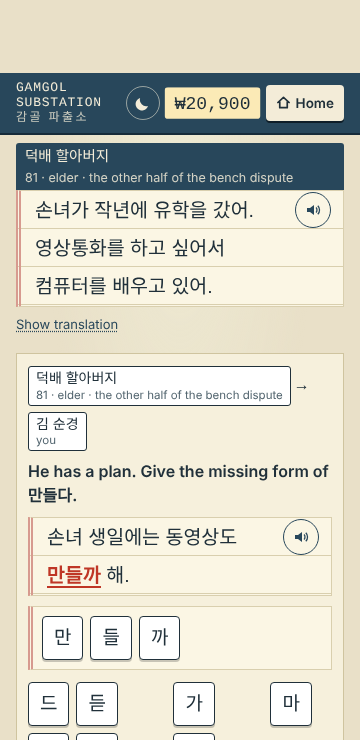 GAMGOL
SUBSTATION
감골 파출소
₩20,900
Home
덕배 할아버지
81 · elder · the other half of the bench dispute
손녀가 작년에 유학을 갔어.
영상통화를 하고 싶어서
컴퓨터를 배우고 있어.
Show translation
덕배 할아버지
81 · elder · the other half of the bench dispute
→
김 순경
you
He has a plan. Give the missing form of
만들다.
손녀 생일에는 동영상도
만들까 해.
만 들 까
드 듣 가 마